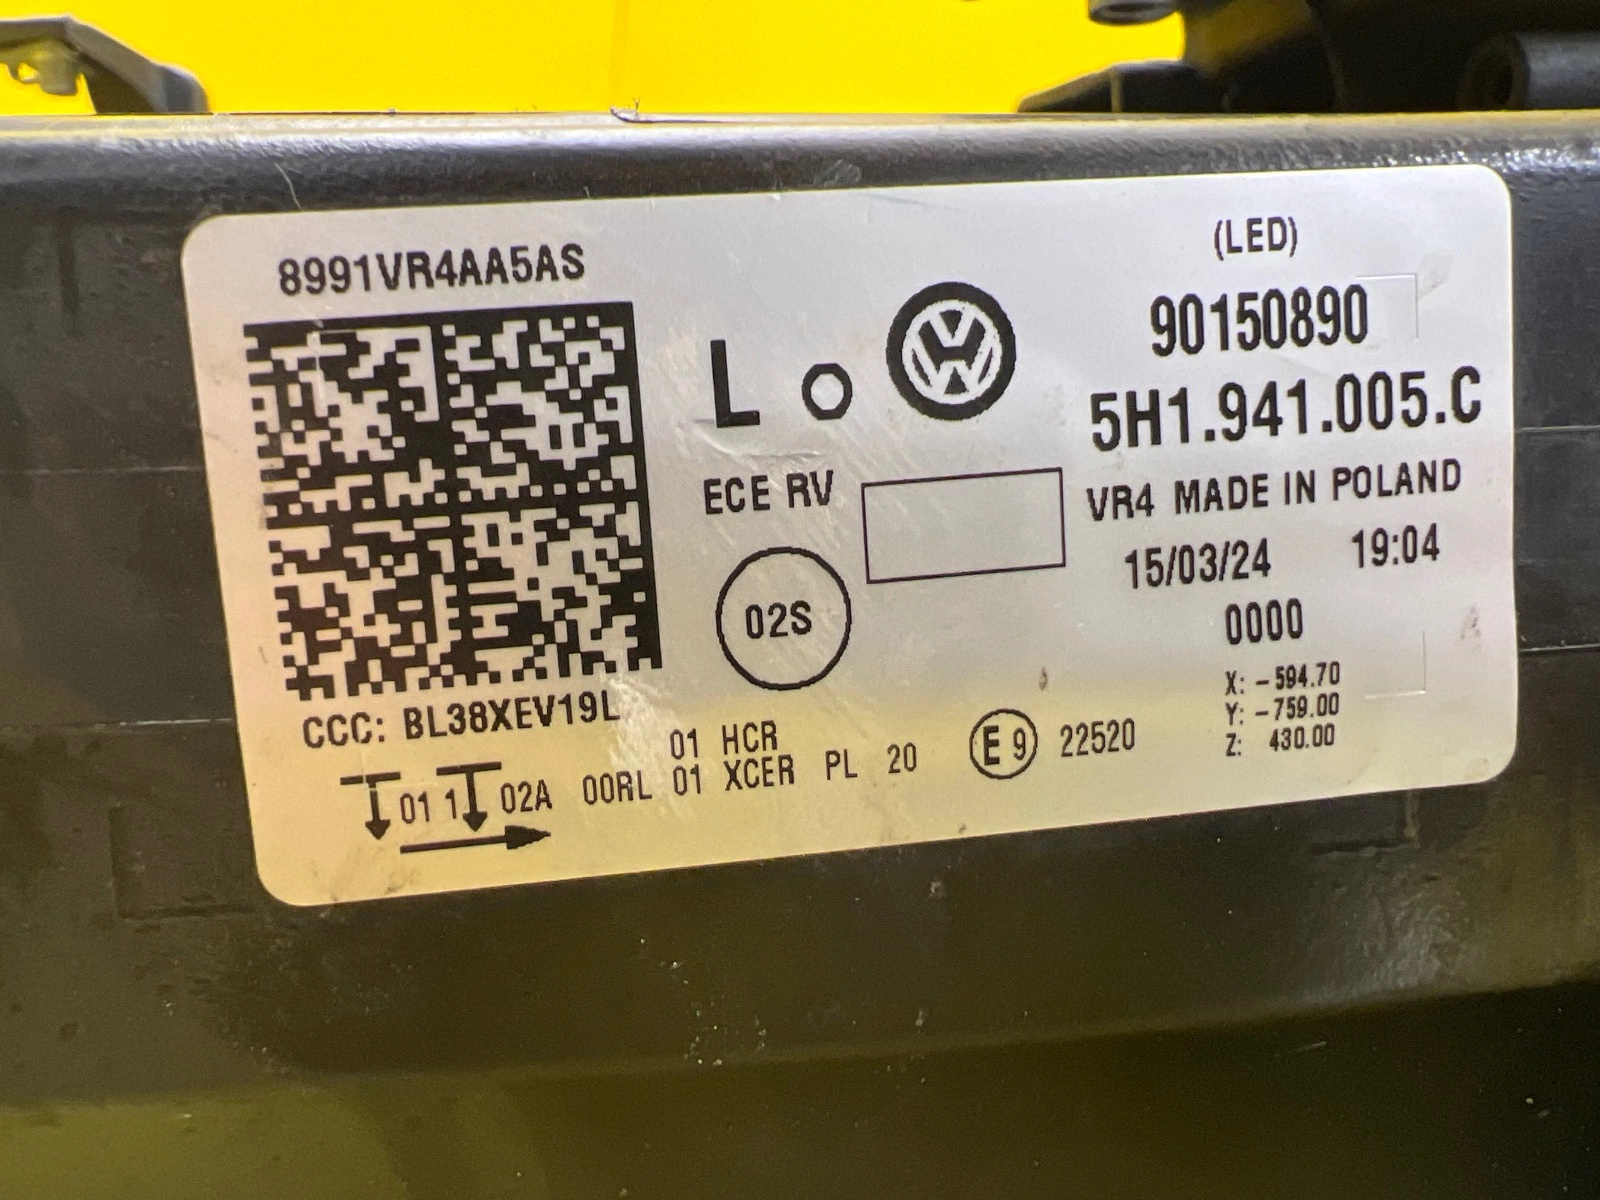 8991VR4AA5AS
CCC: BL38XEV19L
L
ECE RV
02S
(LED)
90150890
5H1.941.005.C
VR4 MADE IN POLAND
15/03/24 19:04
0000
X: -594.70
Y: -759.00
Z: 430.00
01 HCR
01 1 02A 00RL 01 XCER PL 20 E9 22520